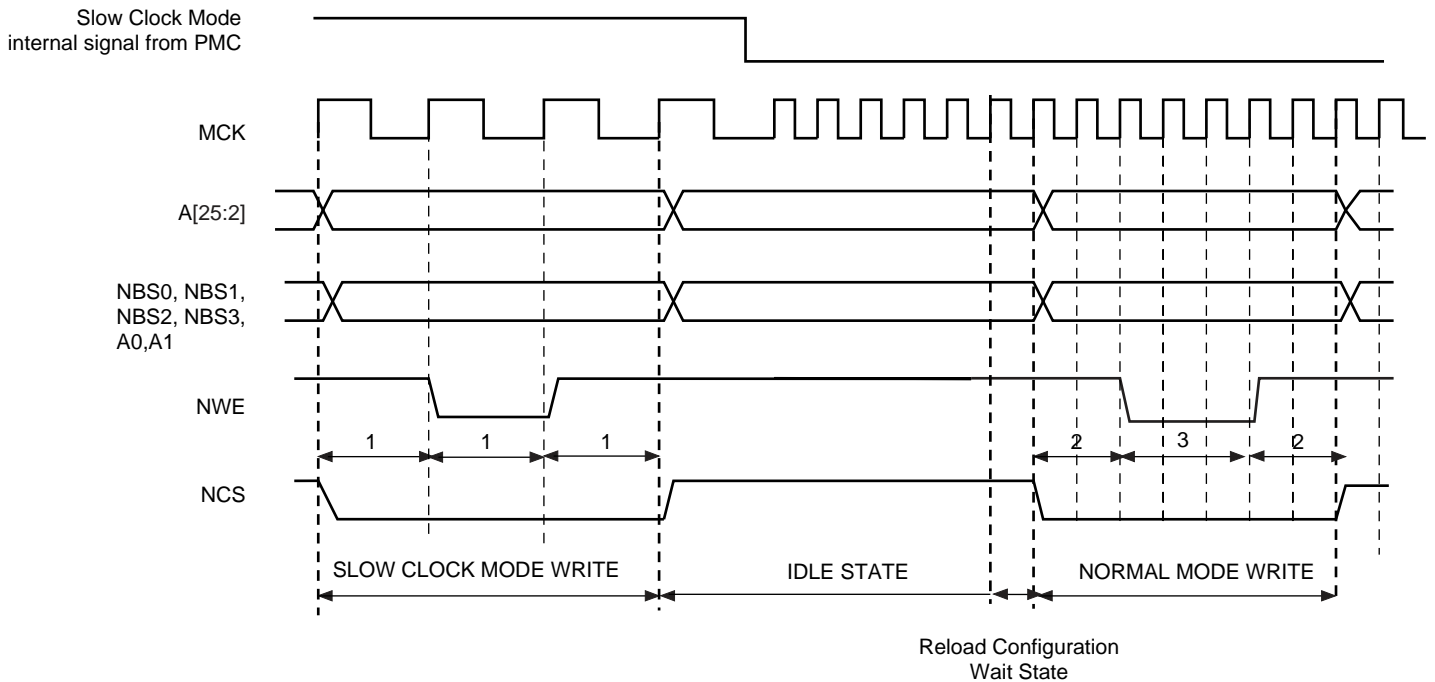 Slow Clock Mode
internal signal from PMC
MCK
A[25:2]
NBS0, NBS1,
NBS2, NBS3,
A0,A1
NWE
1 1 1 2 3 2
NCS
SLOW CLOCK MODE WRITE IDLE STATE NORMAL MODE WRITE
Reload Configuration
Wait State